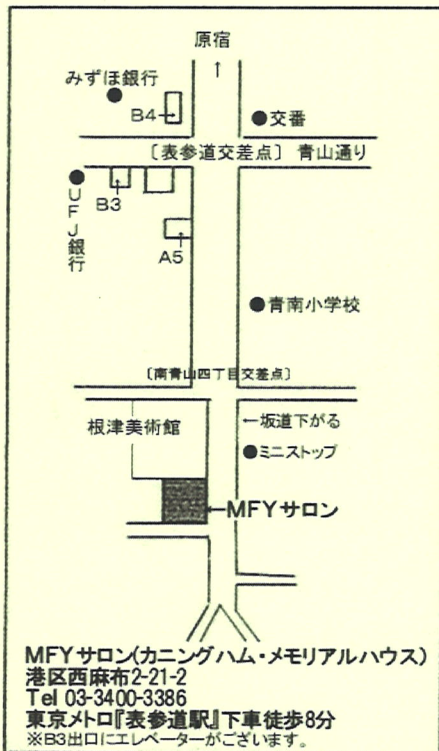 原宿
↑
みずほ銀行
B4
交番
〔表参道交差点〕 青山通り
UFJ銀行
B3
A5
青南小学校
〔南青山四丁目交差点〕
根津美術館
←坂道下がる
ミニストップ
←MFYサロン
MFYサロン(カニングハム・メモリアルハウス)
港区西麻布2-21-2
Tel 03-3400-3386
東京メトロ『表参道駅』下車徒歩8分
※B3出口にエレベーターがございます。